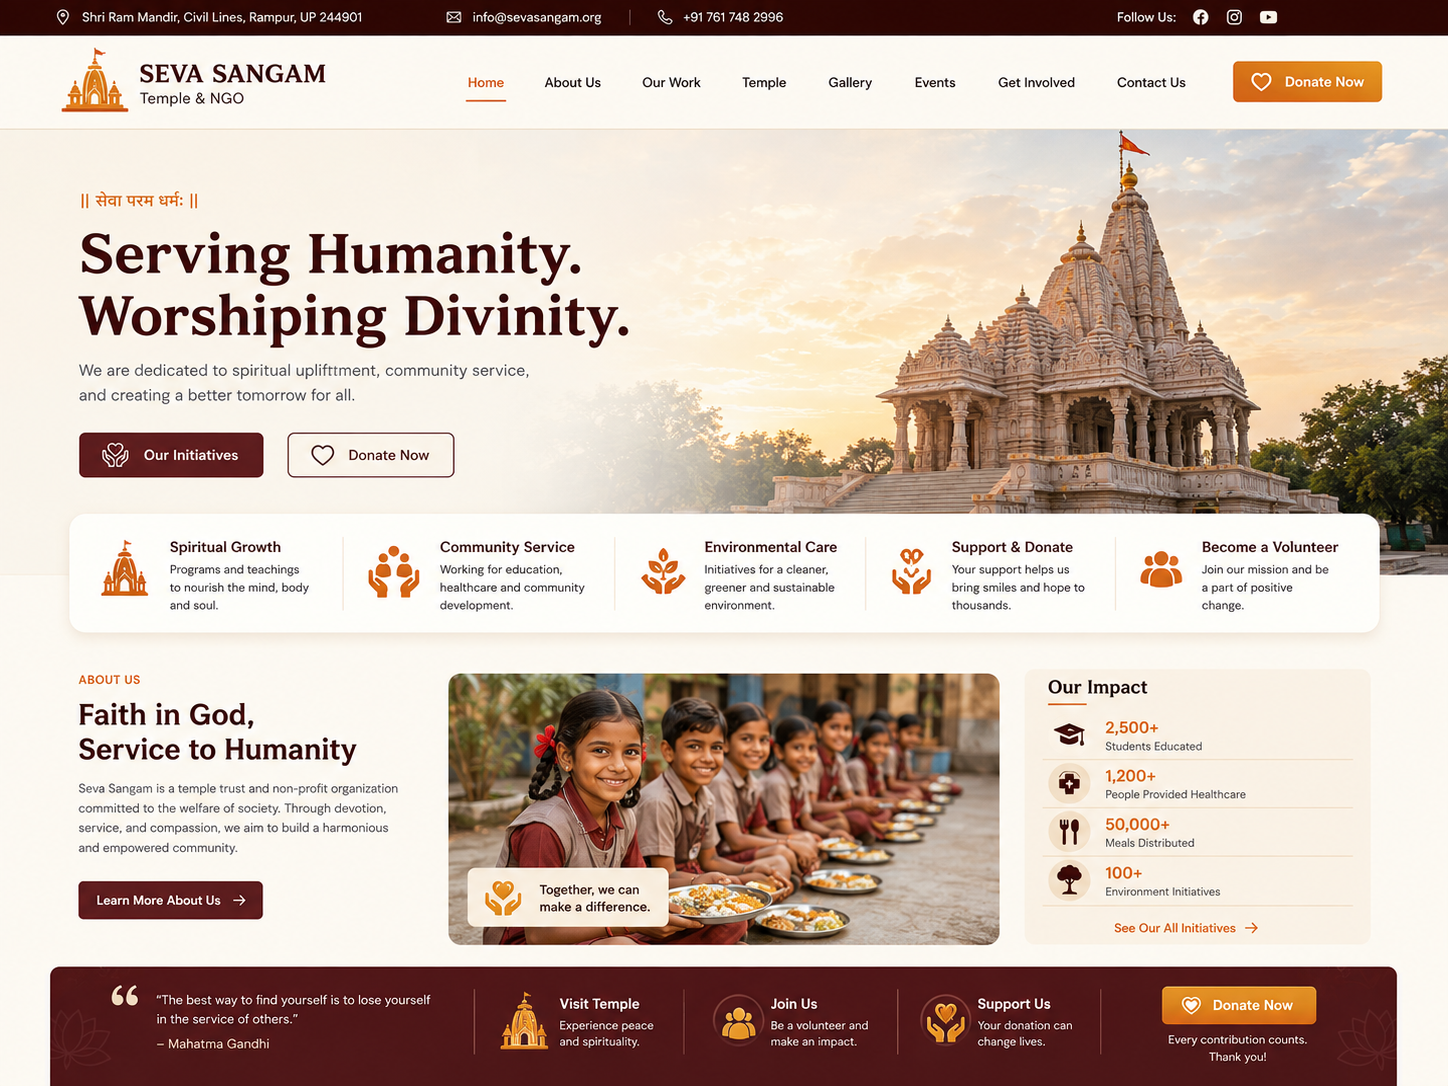 Shri Ram Mandir, Civil Lines, Rampur, UP 244901
info@sevasangam.org
+91 761 748 2996
Follow Us:
SEVA SANGAM
Temple & NGO
Home
About Us
Our Work
Temple
Gallery
Events
Get Involved
Contact Us
Donate Now
|| सेवा परम धर्मः ||
Serving Humanity.
Worshiping Divinity.
We are dedicated to spiritual uplifttment, community service,
and creating a better tomorrow for all.
Our Initiatives
Donate Now
Spiritual Growth
Programs and teachings
to nourish the mind, body
and soul.
Community Service
Working for education,
healthcare and community
development.
Environmental Care
Initiatives for a cleaner,
greener and sustainable
environment.
Support & Donate
Your support helps us
bring smiles and hope to
thousands.
Become a Volunteer
Join our mission and be
a part of positive
change.
ABOUT US
Faith in God,
Service to Humanity
Seva Sangam is a temple trust and non-profit organization
committed to the welfare of society. Through devotion,
service, and compassion, we aim to build a harmonious
and empowered community.
Learn More About Us
Together, we can
make a difference.
Our Impact
2,500+
Students Educated
1,200+
People Provided Healthcare
50,000+
Meals Distributed
100+
Environment Initiatives
See Our All Initiatives
“The best way to find yourself is to lose yourself
in the service of others.”
– Mahatma Gandhi
Visit Temple
Experience peace
and spirituality.
Join Us
Be a volunteer and
make an impact.
Support Us
Your donation can
change lives.
Donate Now
Every contribution counts.
Thank you!